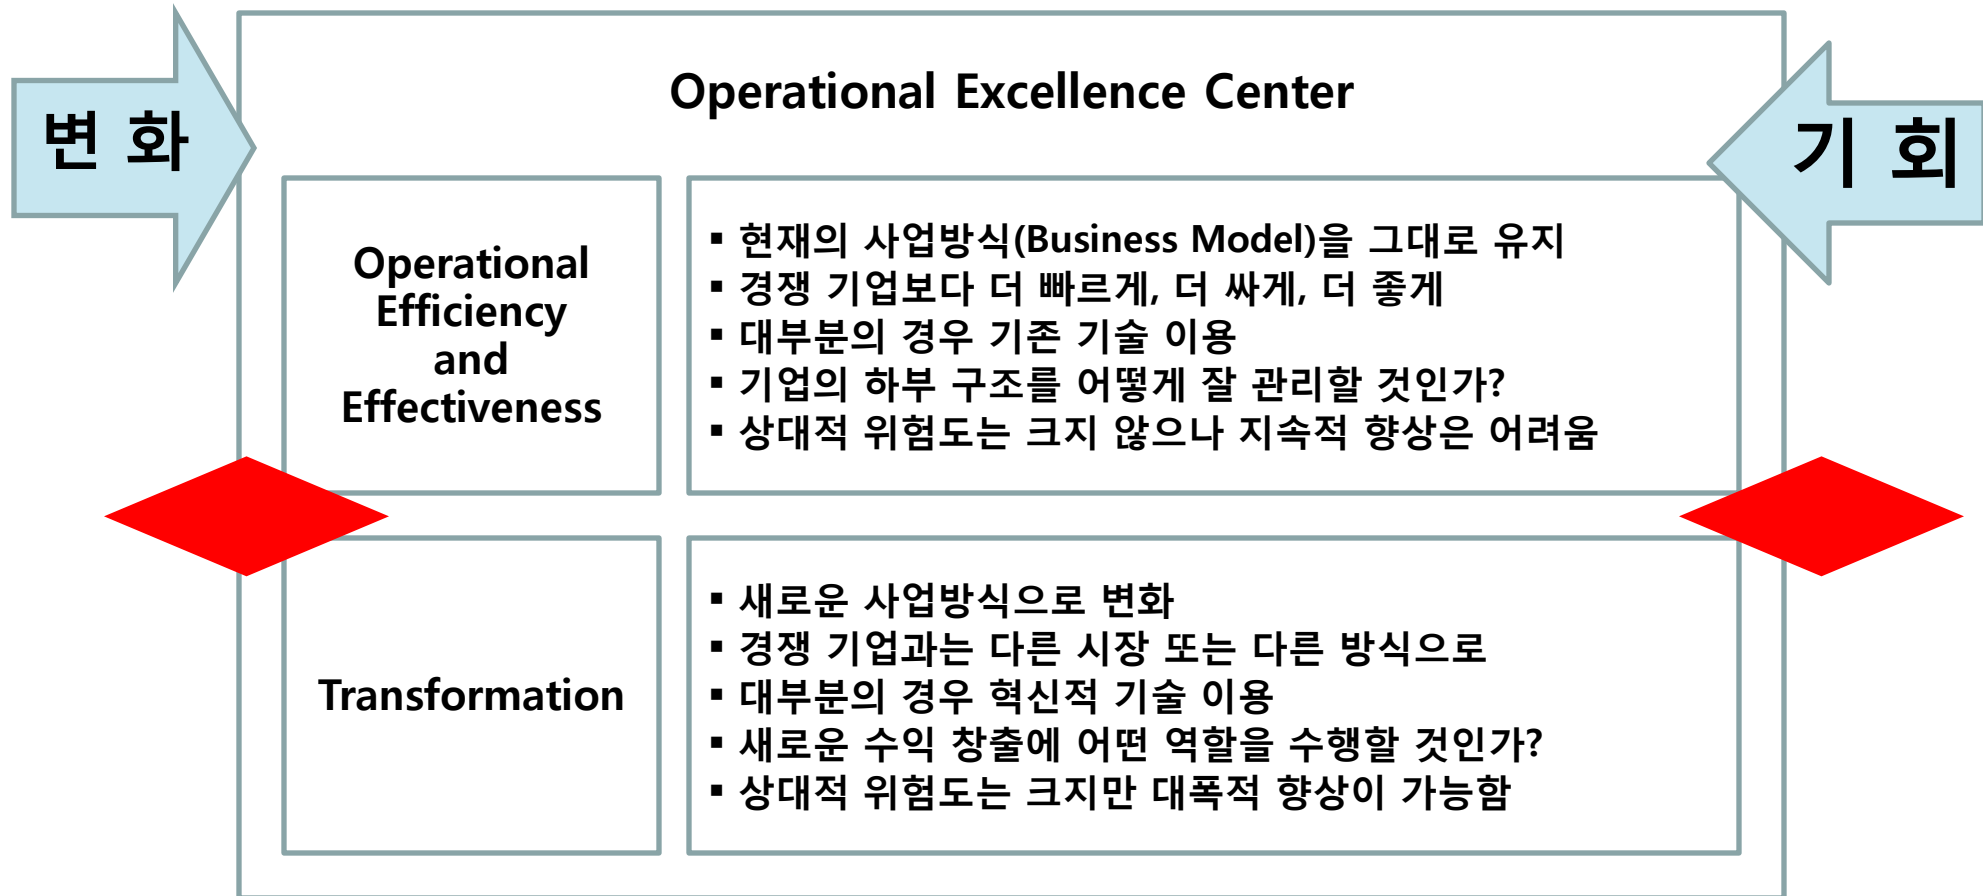 변 화
Operational Excellence Center
기 회
Operational
Efficiency
and
Effectiveness
▪ 현재의 사업방식(Business Model)을 그대로 유지
▪ 경쟁 기업보다 더 빠르게, 더 싸게, 더 좋게
▪ 대부분의 경우 기존 기술 이용
▪ 기업의 하부 구조를 어떻게 잘 관리할 것인가?
▪ 상대적 위험도는 크지 않으나 지속적 향상은 어려움
Transformation
▪ 새로운 사업방식으로 변화
▪ 경쟁 기업과는 다른 시장 또는 다른 방식으로
▪ 대부분의 경우 혁신적 기술 이용
▪ 새로운 수익 창출에 어떤 역할을 수행할 것인가?
▪ 상대적 위험도는 크지만 대폭적 향상이 가능함